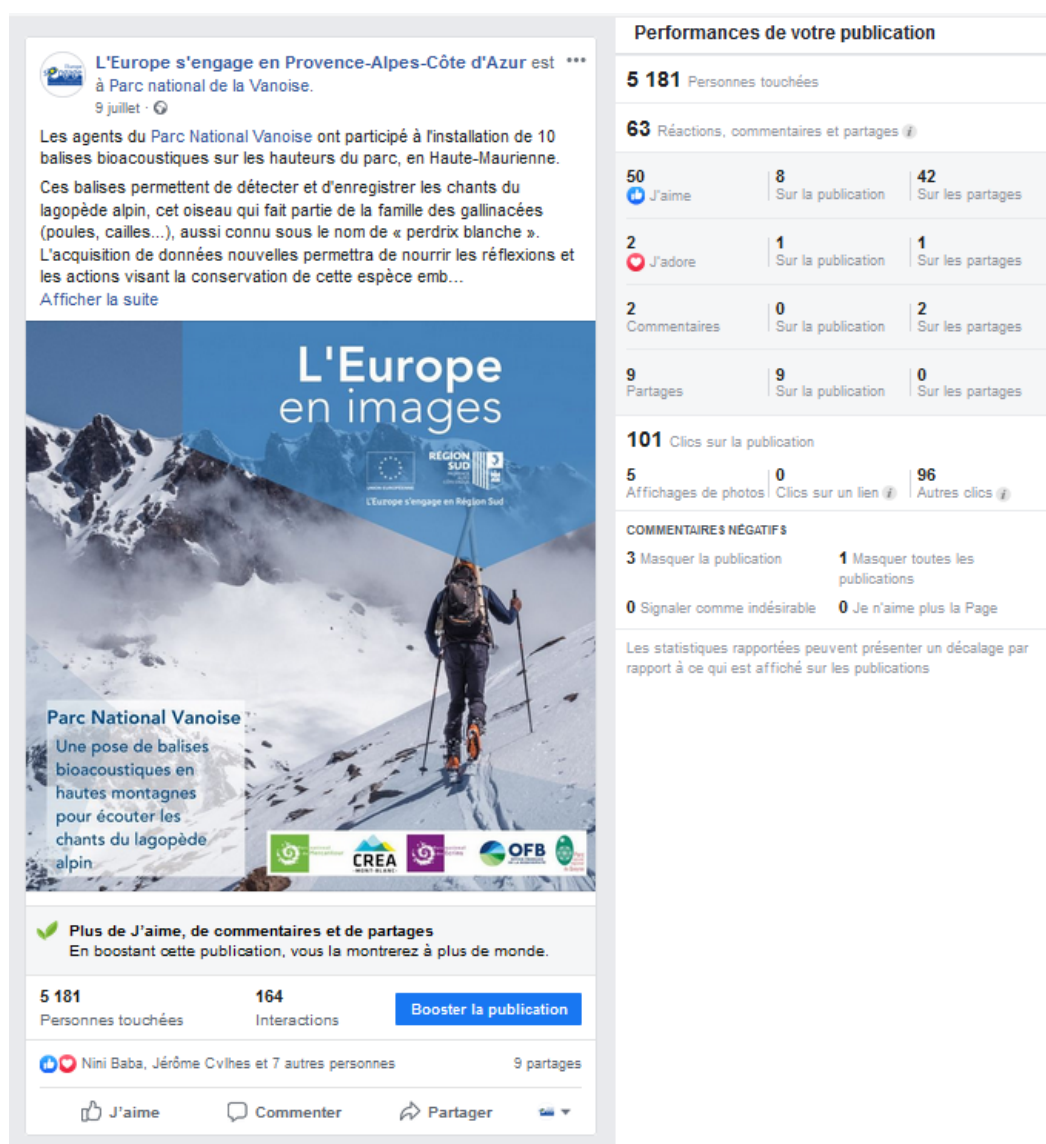 L'Europe s'engage en Provence-Alpes-Côte d'Azur est
à Parc national de la Vanoise.
9 juillet ·
Les agents du Parc National Vanoise ont participé à l'installation de 10
balises bioacoustiques sur les hauteurs du parc, en Haute-Maurienne.
Ces balises permettent de détecter et d'enregistrer les chants du
lagopède alpin, cet oiseau qui fait partie de la famille des gallinacées
(poules, cailles...), aussi connu sous le nom de « perdrix blanche ».
L'acquisition de données nouvelles permettra de nourrir les réflexions et
les actions visant la conservation de cette espèce emb...
Afficher la suite
L'Europe
en images
UNION EUROPÉENNE
RÉGION
SUD
L'Europe s'engage en Région Sud
Parc National Vanoise
Une pose de balises
bioacoustiques en
hautes montagnes
pour écouter les
chants du lagopède
alpin
CREA
MONT-BLANC
OFB
Plus de J'aime, de commentaires et de partages
En boostant cette publication, vous la montrerez à plus de monde.
5 181
Personnes touchées
164
Interactions
Booster la publication
Nini Baba, Jérôme Cvlhes et 7 autres personnes
9 partages
J'aime
Commenter
Partager
Performances de votre publication
5 181 Personnes touchées
63 Réactions, commentaires et partages
50
J'aime
8
Sur la publication
42
Sur les partages
2
J'adore
1
Sur la publication
1
Sur les partages
2
Commentaires
0
Sur la publication
2
Sur les partages
9
Partages
9
Sur la publication
0
Sur les partages
101 Clics sur la publication
5
Affichages de photos
0
Clics sur un lien
96
Autres clics
COMMENTAIRES NÉGATIFS
3 Masquer la publication
1 Masquer toutes les
publications
0 Signaler comme indésirable
0 Je n'aime plus la Page
Les statistiques rapportées peuvent présenter un décalage par
rapport à ce qui est affiché sur les publications